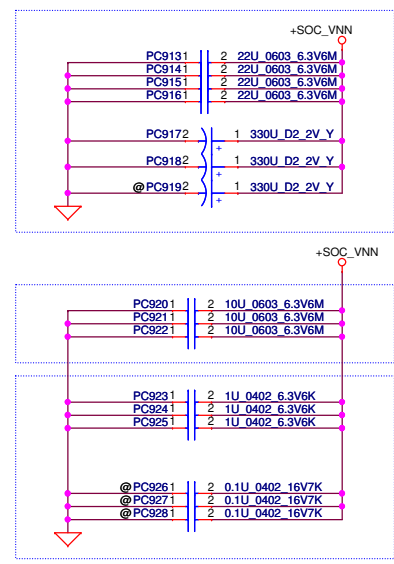 +SOC_VNN
PC913 1 2 22U_0603_6.3V6M
PC914 1 2 22U_0603_6.3V6M
PC915 1 2 22U_0603_6.3V6M
PC916 1 2 22U_0603_6.3V6M
PC917 2 1 330U_D2_2V_Y
+
PC918 2 1 330U_D2_2V_Y
+
@ PC919 2 1 330U_D2_2V_Y
+
+SOC_VNN
PC920 1 2 10U_0603_6.3V6M
PC921 1 2 10U_0603_6.3V6M
PC922 1 2 10U_0603_6.3V6M
PC923 1 2 1U_0402_6.3V6K
PC924 1 2 1U_0402_6.3V6K
PC925 1 2 1U_0402_6.3V6K
@ PC926 1 2 0.1U_0402_16V7K
@ PC927 1 2 0.1U_0402_16V7K
@ PC928 1 2 0.1U_0402_16V7K